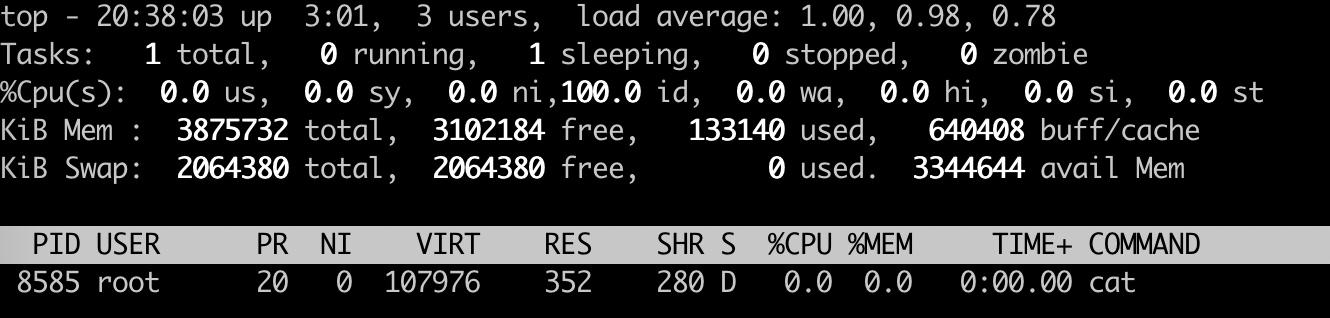 top - 20:38:03 up  3:01,  3 users,  load average: 1.00, 0.98, 0.78
Tasks:   1 total,   0 running,   1 sleeping,   0 stopped,   0 zombie
%Cpu(s):  0.0 us,  0.0 sy,  0.0 ni,100.0 id,  0.0 wa,  0.0 hi,  0.0 si,  0.0 st
KiB Mem :  3875732 total,  3102184 free,   133140 used,   640408 buff/cache
KiB Swap:  2064380 total,  2064380 free,        0 used.  3344644 avail Mem
  PID USER      PR  NI    VIRT    RES    SHR S  %CPU %MEM     TIME+ COMMAND
 8585 root      20   0  107976    352    280 D   0.0  0.0   0:00.00 cat